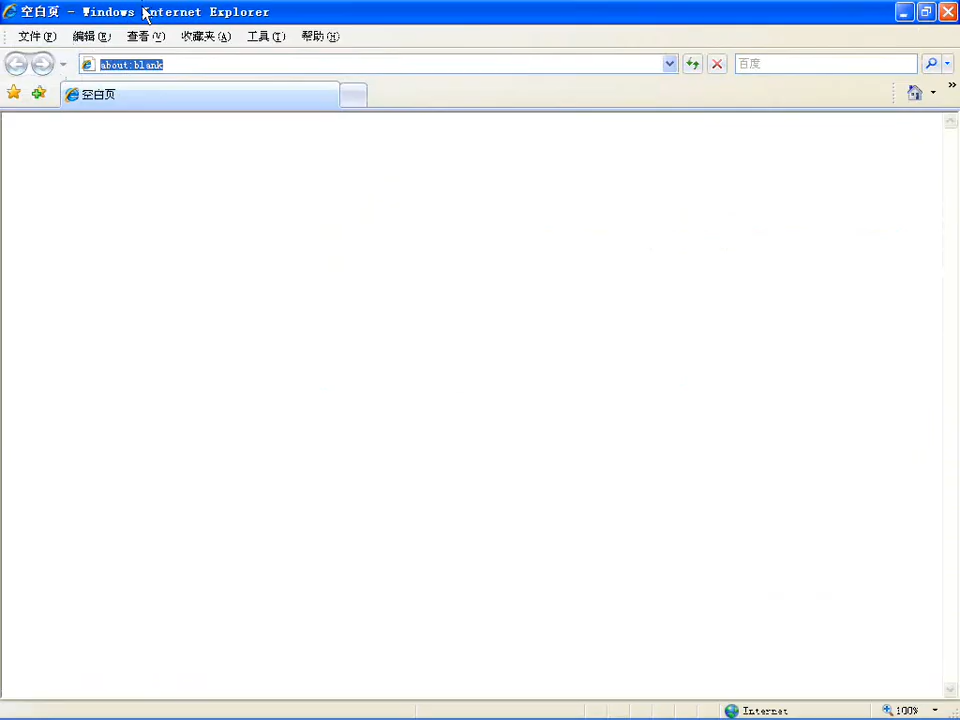 空白页 - Windows Internet Explorer
文件(F) 编辑(E) 查看(V) 收藏夹(A) 工具(T) 帮助(H)
about:blank 百度
空白页
Internet 100%